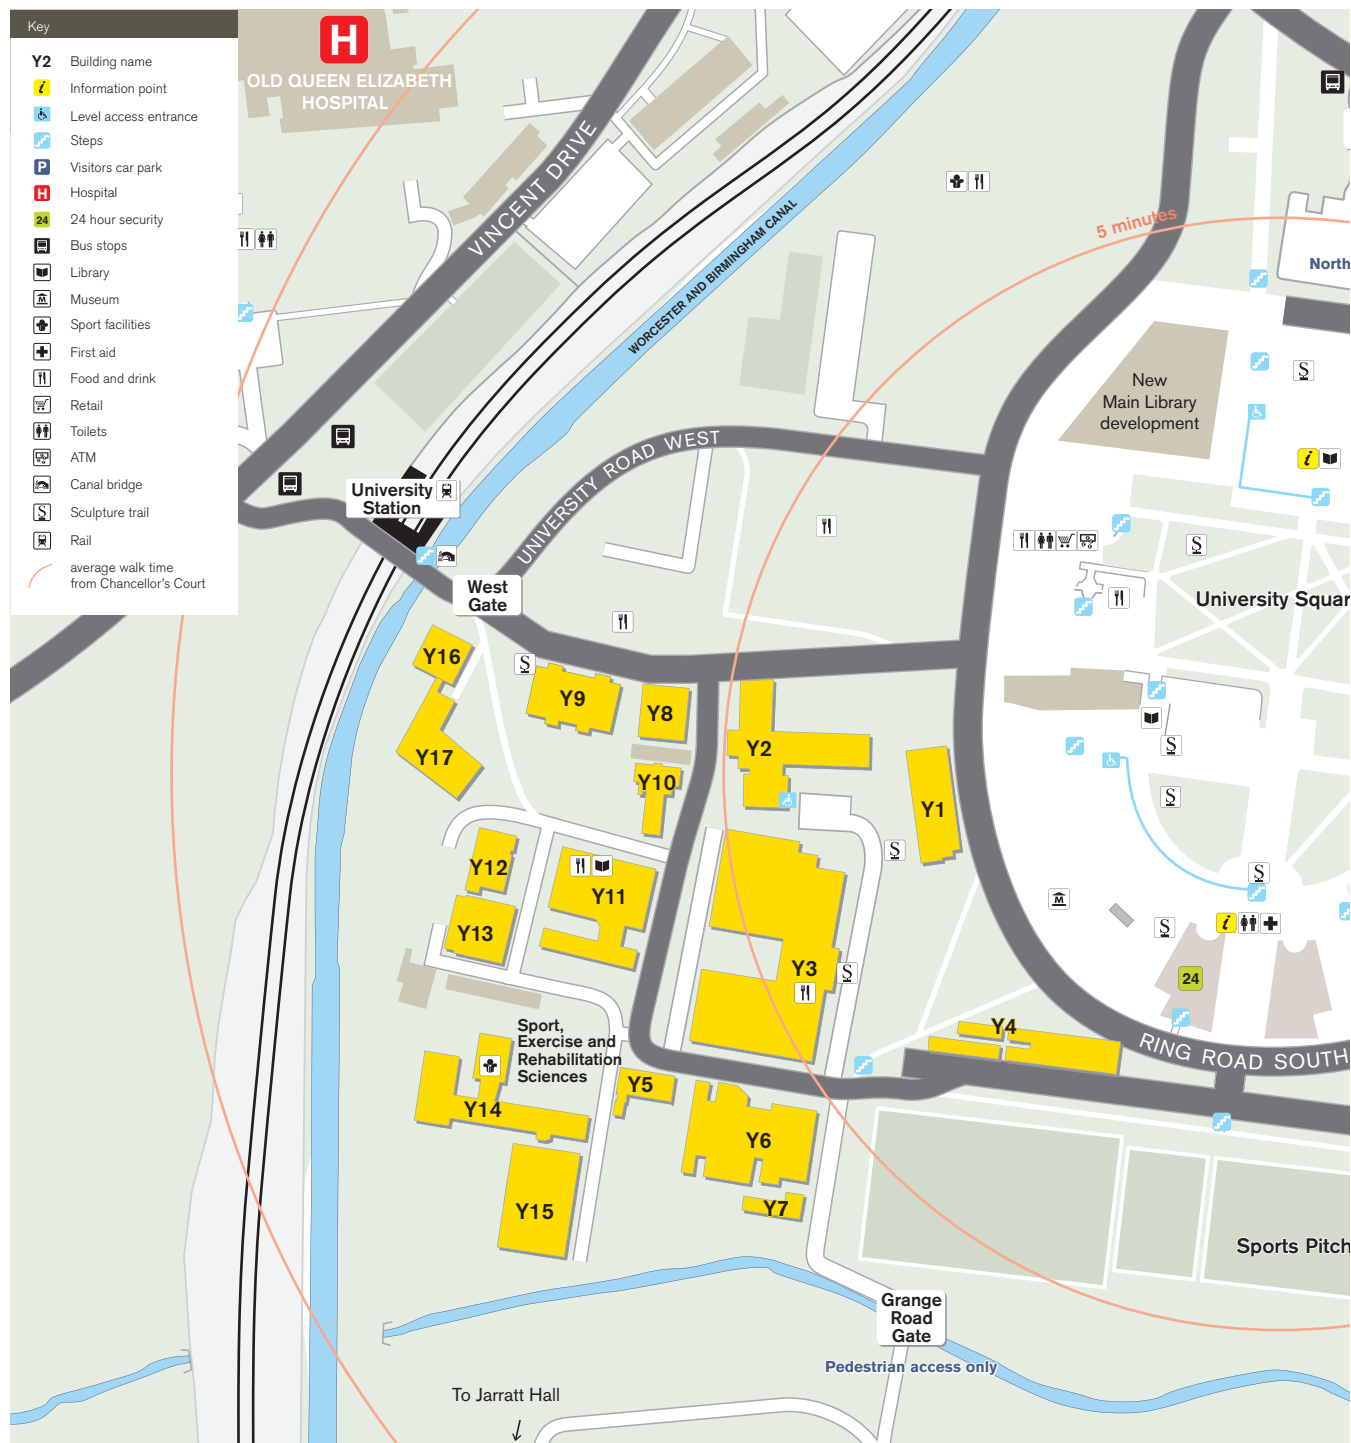 Key
Y2 Building name
i Information point
Level access entrance
Steps
P Visitors car park
H Hospital
24 24 hour security
Bus stops
Library
M Museum
Sport facilities
First aid
Food and drink
Retail
Toilets
ATM
Canal bridge
S Sculpture trail
Rail
average walk time
from Chancellor's Court
H
OLD QUEEN ELIZABETH
HOSPITAL
VINCENT DRIVE
WORCESTER AND BIRMINGHAM CANAL
5 minutes
North
New
Main Library
development
S
i
UNIVERSITY ROAD WEST
University
Station
West
Gate
S
University Squar
Y16
S
Y9
Y8
Y17
Y10
Y2
Y1
S
S
S
S
Y12
Y11
Y13
M
S
i
Y3
S
24
Sport,
Exercise and
Rehabilitation
Sciences
Y4
RING ROAD SOUTH
Y5
Y14
Y6
Y15
Y7
Sports Pitch
Grange
Road
Gate
Pedestrian access only
To Jarratt Hall